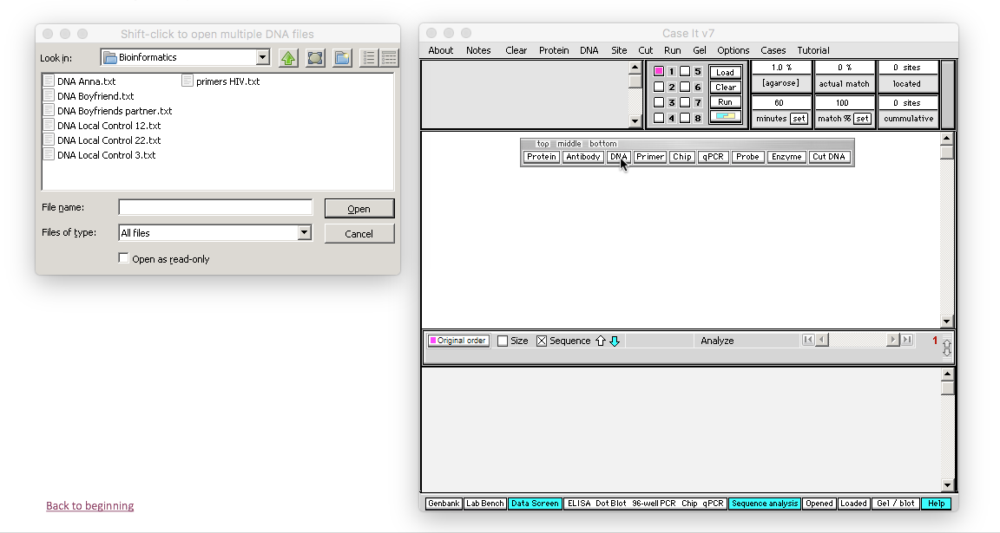 Shift-click to open multiple DNA files
Look in:
Bioinformatics
DNA Anna.txt
primers HIV.txt
DNA Boyfriend.txt
DNA Boyfriends partner.txt
DNA Local Control 12.txt
DNA Local Control 22.txt
DNA Local Control 3.txt
File name:
Open
Files of type:
All files
Cancel
Open as read-only
Back to beginning
Case It v7
About Notes Clear Protein DNA Site Cut Run Gel Options Cases Tutorial
1 5 Load
2 6 Clear
3 7 Run
4 8
1.0 % 0 % 0 sites
[agarose] actual match located
60 100 0 sites
minutes set match % set cummulative
top middle bottom
Protein Antibody DNA Primer Chip qPCR Probe Enzyme Cut DNA
Original order Size Sequence Analyze 1
Genbank Lab Bench Data Screen ELISA Dot Blot 96-well PCR Chip qPCR Sequence analysis Opened Loaded Gel / blot Help